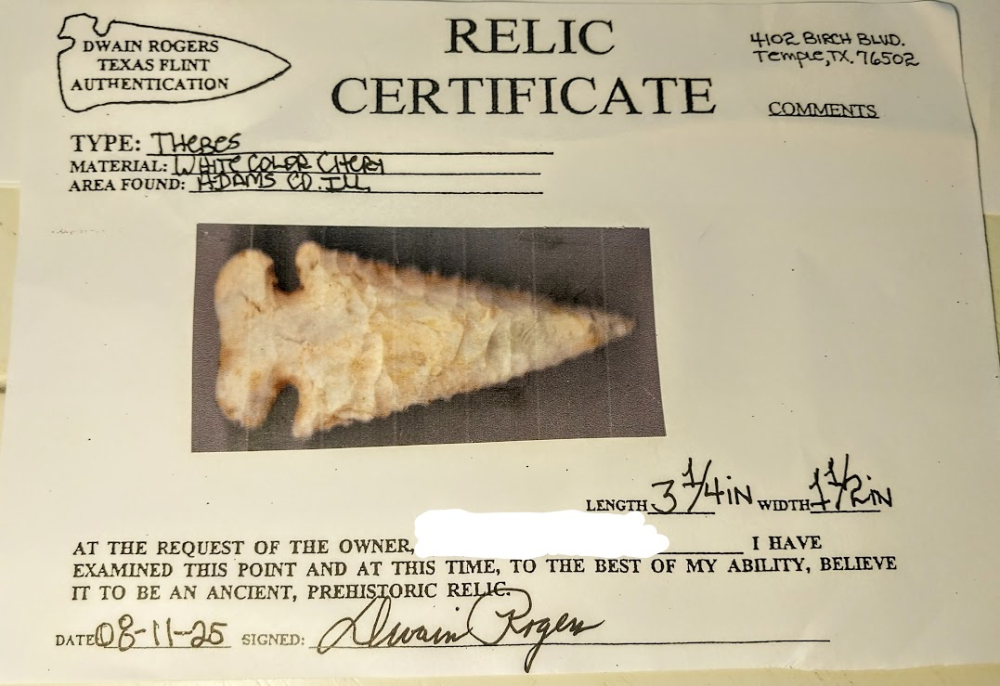 DWAIN ROGERS
TEXAS FLINT
AUTHENTICATION
RELIC
CERTIFICATE
4102 BIRCH BLVD.
Temple, TX. 76502
COMMENTS
TYPE: THEBES
MATERIAL: WHITE COLOR CHERT
AREA FOUND: ADAMS CO. ILL
LENGTH 3 1/4 IN WIDTH 1 1/2 IN
AT THE REQUEST OF THE OWNER, I HAVE
EXAMINED THIS POINT AND AT THIS TIME, TO THE BEST OF MY ABILITY, BELIEVE
IT TO BE AN ANCIENT, PREHISTORIC RELIC.
DATE 08-11-25 SIGNED: Dwain Rogers